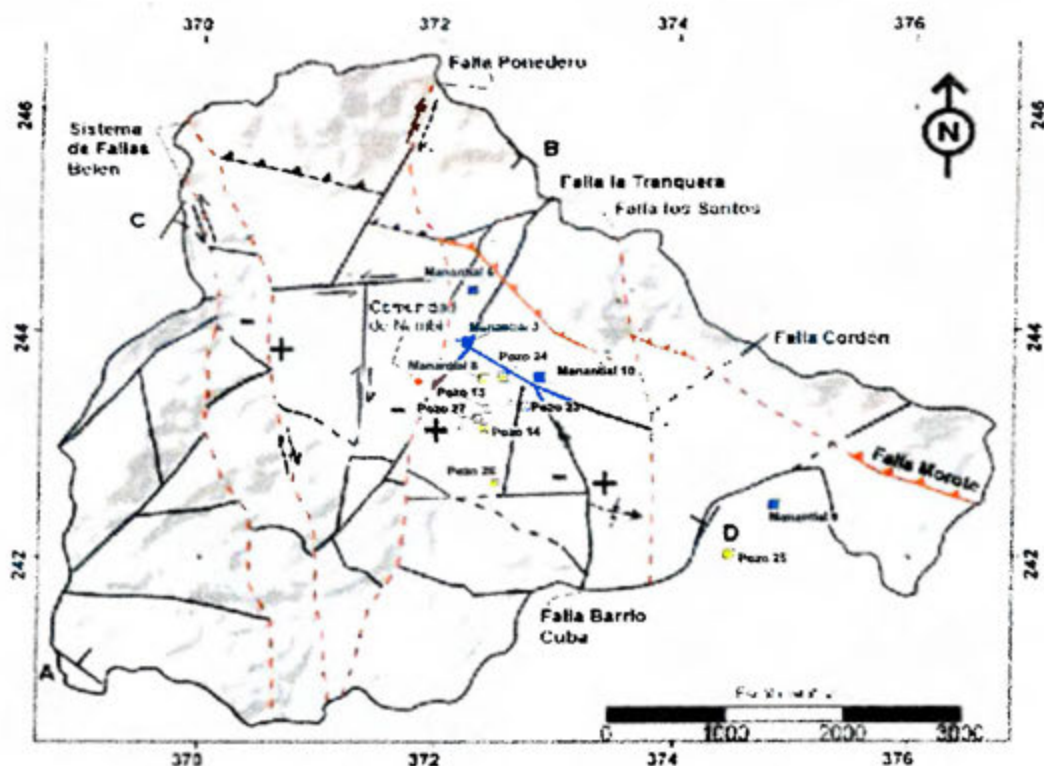 370
372
374
376
Falla Ponedero
246
246
N
Sistema
de Fallas
Belen
B
Falla la Tranquera
Falla los Santos
C
Manantial 6
Comunidad
de Nambi
244
244
Manantial 3
Falla Cordón
Pozo 24
Manantial 8
Manantial 10
Pozo 13
Pozo 27
Pozo 23
Pozo 14
Pozo 26
Falla Morote
Manantial 9
D
Pozo 25
242
242
Falla Barrio
Cuba
A
1000
2000
3000
370
372
374
376